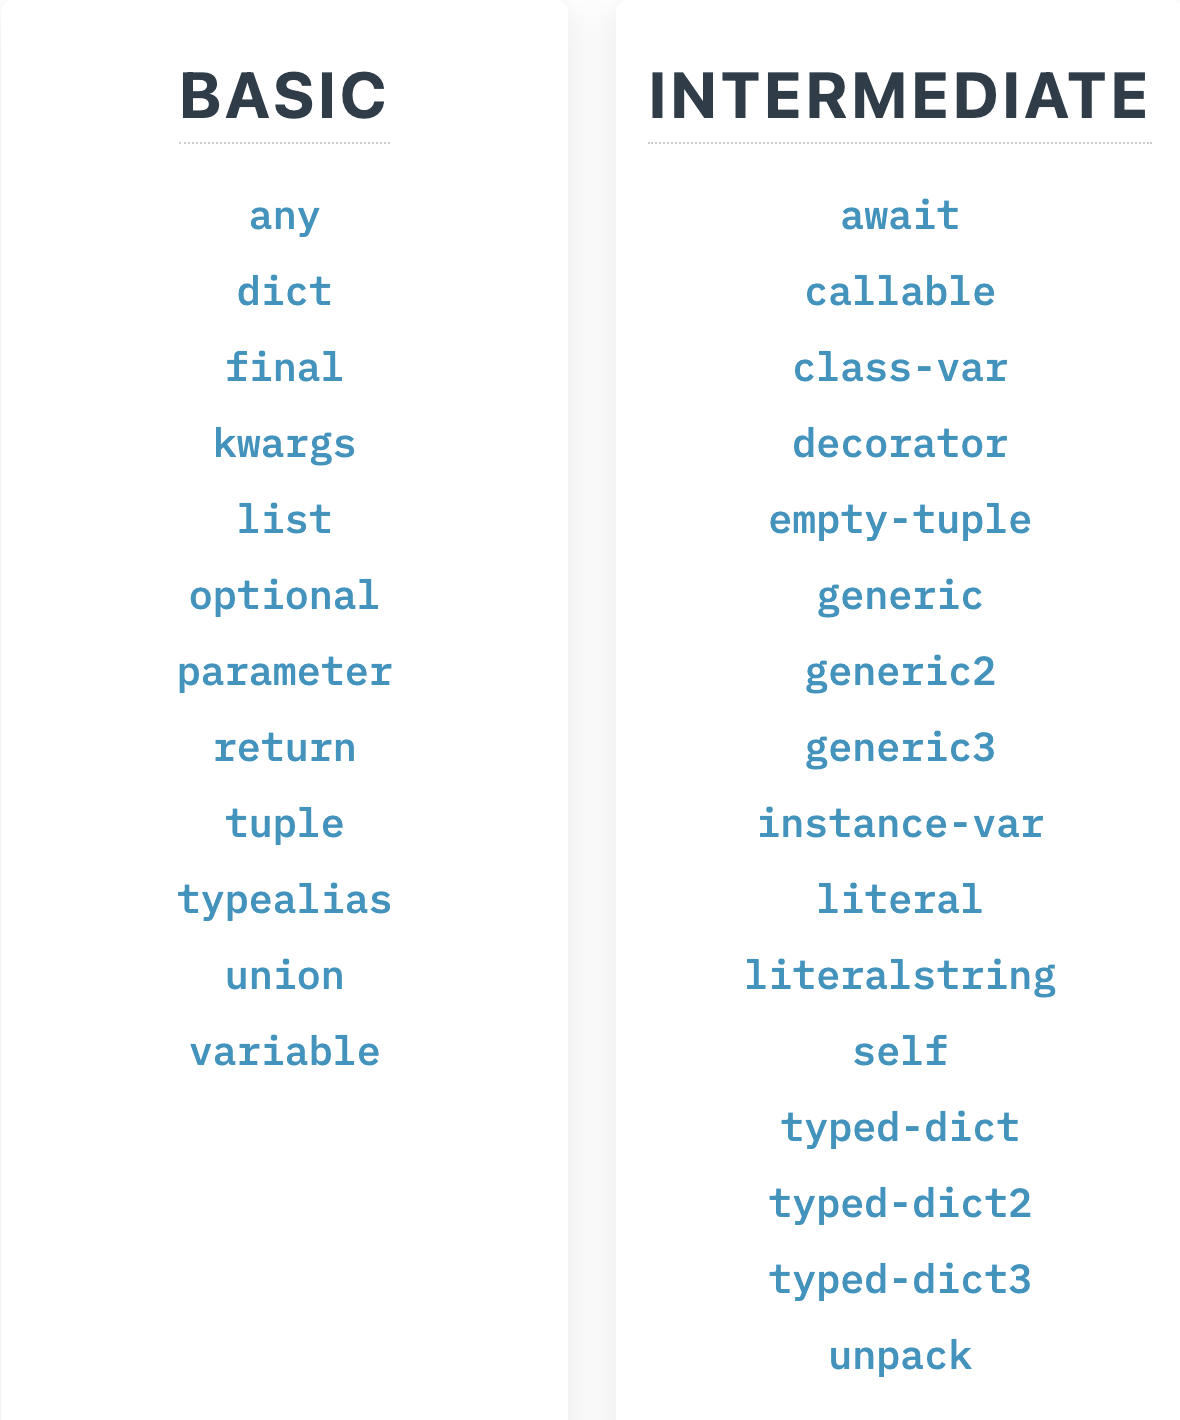 BASIC
any
dict
final
kwargs
list
optional
parameter
return
tuple
typealias
union
variable
INTERMEDIATE
await
callable
class-var
decorator
empty-tuple
generic
generic2
generic3
instance-var
literal
literalstring
self
typed-dict
typed-dict2
typed-dict3
unpack